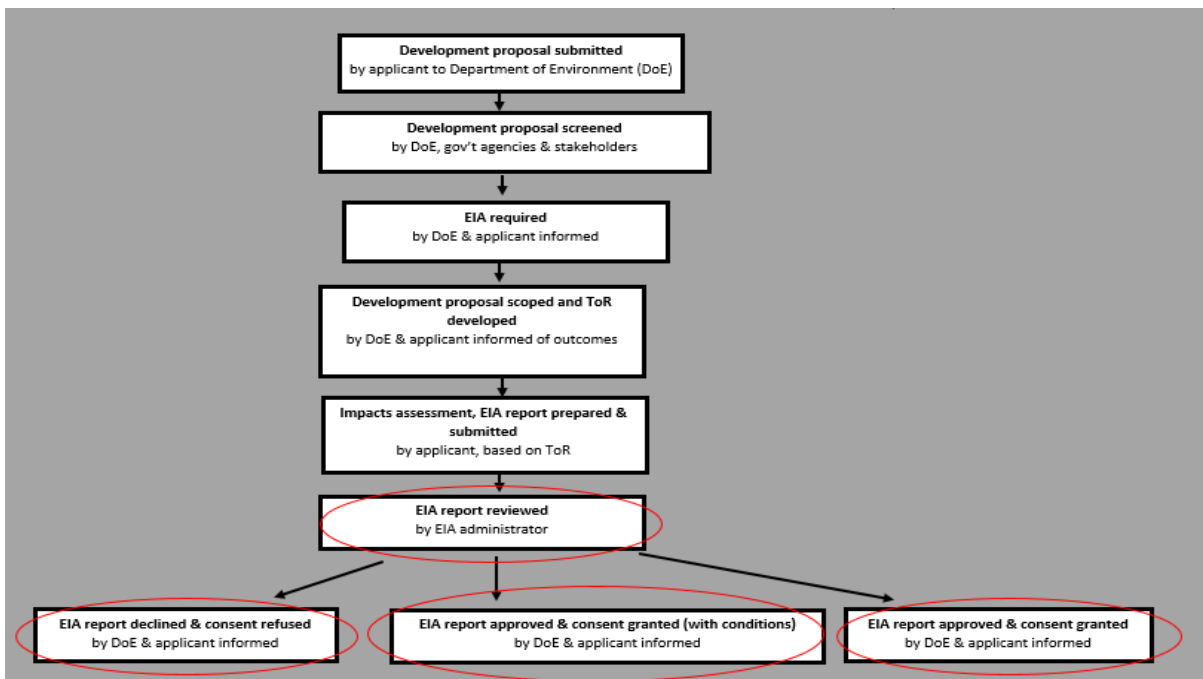 Development proposal submitted
by applicant to Department of Environment (DoE)
Development proposal screened
by DoE, gov't agencies & stakeholders
EIA required
by DoE & applicant informed
Development proposal scoped and ToR
developed
by DoE & applicant informed of outcomes
Impacts assessment, EIA report prepared &
submitted
by applicant, based on ToR
EIA report reviewed
by EIA administrator
EIA report declined & consent refused
by DoE & applicant informed
EIA report approved & consent granted (with conditions)
by DoE & applicant informed
EIA report approved & consent granted
by DoE & applicant informed